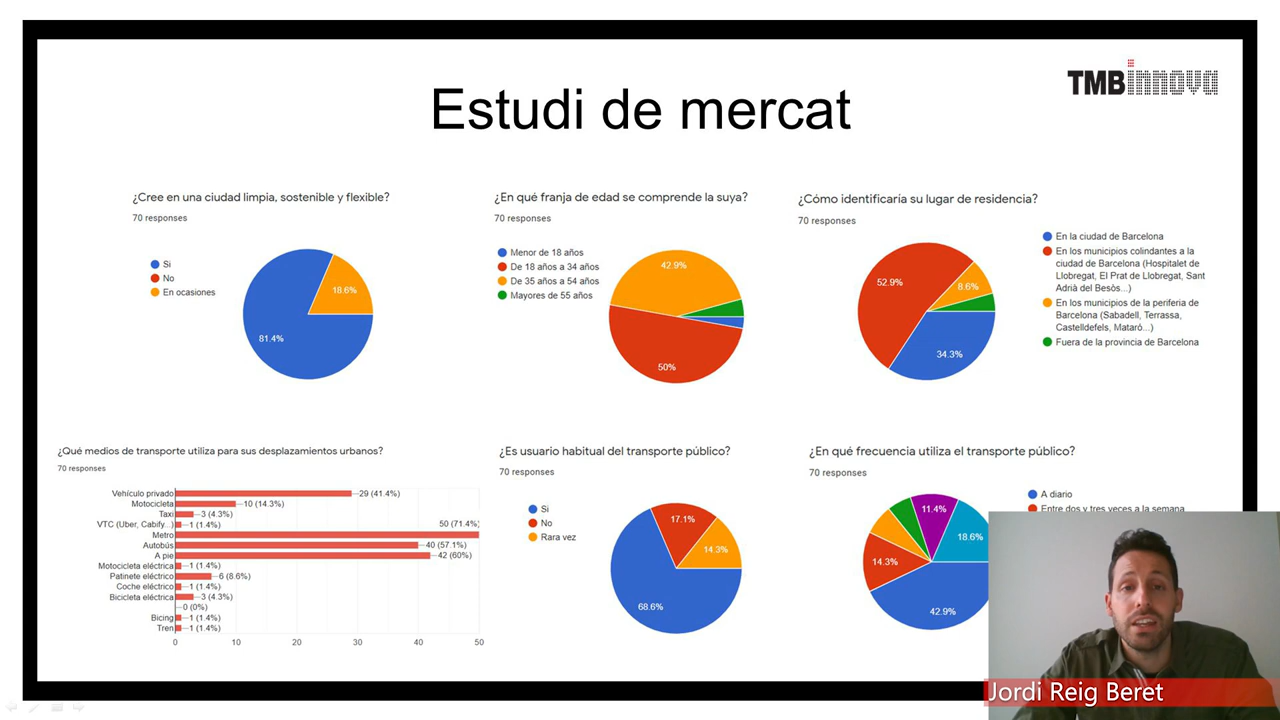 TMBinnova
Estudi de mercat
¿Cree en una ciudad limpia, sostenible y flexible?
70 responses
Si
No
En ocasiones
18.6%
81.4%
¿En qué franja de edad se comprende la suya?
70 responses
Menor de 18 años
De 18 años a 34 años
De 35 años a 54 años
Mayores de 55 años
42.9%
50%
¿Cómo identificaría su lugar de residencia?
70 responses
52.9%
8.6%
34.3%
En la ciudad de Barcelona
En los municipios colindantes a la
ciudad de Barcelona (Hospitalet de
Llobregat, El Prat de Llobregat, Sant
Adrià del Besòs...)
En los municipios de la periferia de
Barcelona (Sabadell, Terrassa,
Castelldefels, Mataró...)
Fuera de la provincia de Barcelona
¿Qué medios de transporte utiliza para sus desplazamientos urbanos?
70 responses
Vehículo privado 29 (41.4%)
Motocicleta 10 (14.3%)
Taxi 3 (4.3%)
VTC (Uber, Cabify...) 1 (1.4%)
Metro 50 (71.4%)
Autobús 40 (57.1%)
A pie 42 (60%)
Motocicleta eléctrica 1 (1.4%)
Patinete eléctrico 6 (8.6%)
Coche eléctrico 1 (1.4%)
Bicicleta eléctrica 3 (4.3%)
0 (0%)
Bicing 1 (1.4%)
Tren 1 (1.4%)
0 10 20 30 40 50
¿Es usuario habitual del transporte público?
70 responses
Si
No
Rara vez
17.1%
14.3%
68.6%
¿En qué frecuencia utiliza el transporte público?
70 responses
11.4%
18.6%
14.3%
42.9%
A diario
Entre dos y tres veces a la semana
Jordi Reig Beret